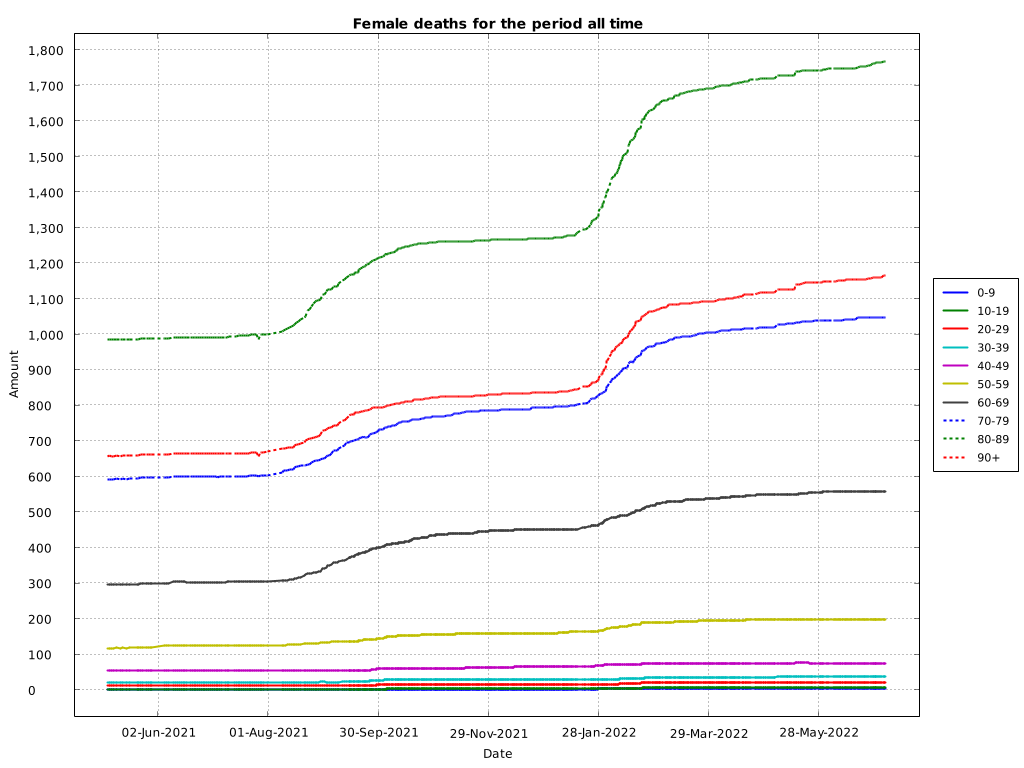 Female deaths for the period all time
1,800
1,700
1,600
1,500
1,400
1,300
1,200
1,100
1,000
900
800
700
600
500
400
300
200
100
0
Amount
02-Jun-2021
01-Aug-2021
30-Sep-2021
29-Nov-2021
28-Jan-2022
29-Mar-2022
28-May-2022
Date
0-9
10-19
20-29
30-39
40-49
50-59
60-69
70-79
80-89
90+